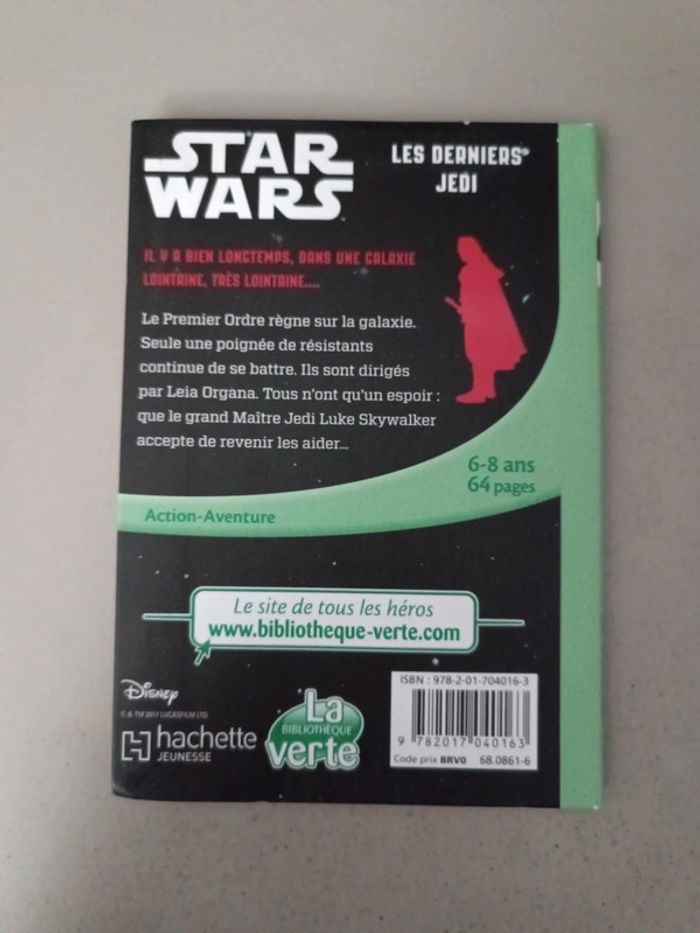 STAR
WARS
LES DERNIERS
JEDI
IL Y A BIEN LONGTEMPS, DANS UNE GALAXIE
LOINTAINE, TRÈS LOINTAINE....
Le Premier Ordre règne sur la galaxie.
Seule une poignée de résistants
continue de se battre. Ils sont dirigés
par Leia Organa. Tous n'ont qu'un espoir :
que le grand Maître Jedi Luke Skywalker
accepte de revenir les aider...
6-8 ans
64 pages
Action-Aventure
Le site de tous les héros
www.bibliotheque-verte.com
Disney
© & TM 2017 LUCASFILM LTD.
hachette
JEUNESSE
La
BIBLIOTHÈQUE
verte
ISBN : 978-2-01-704016-3
9 782017 040163
Code prix BRV0 68.0861-6